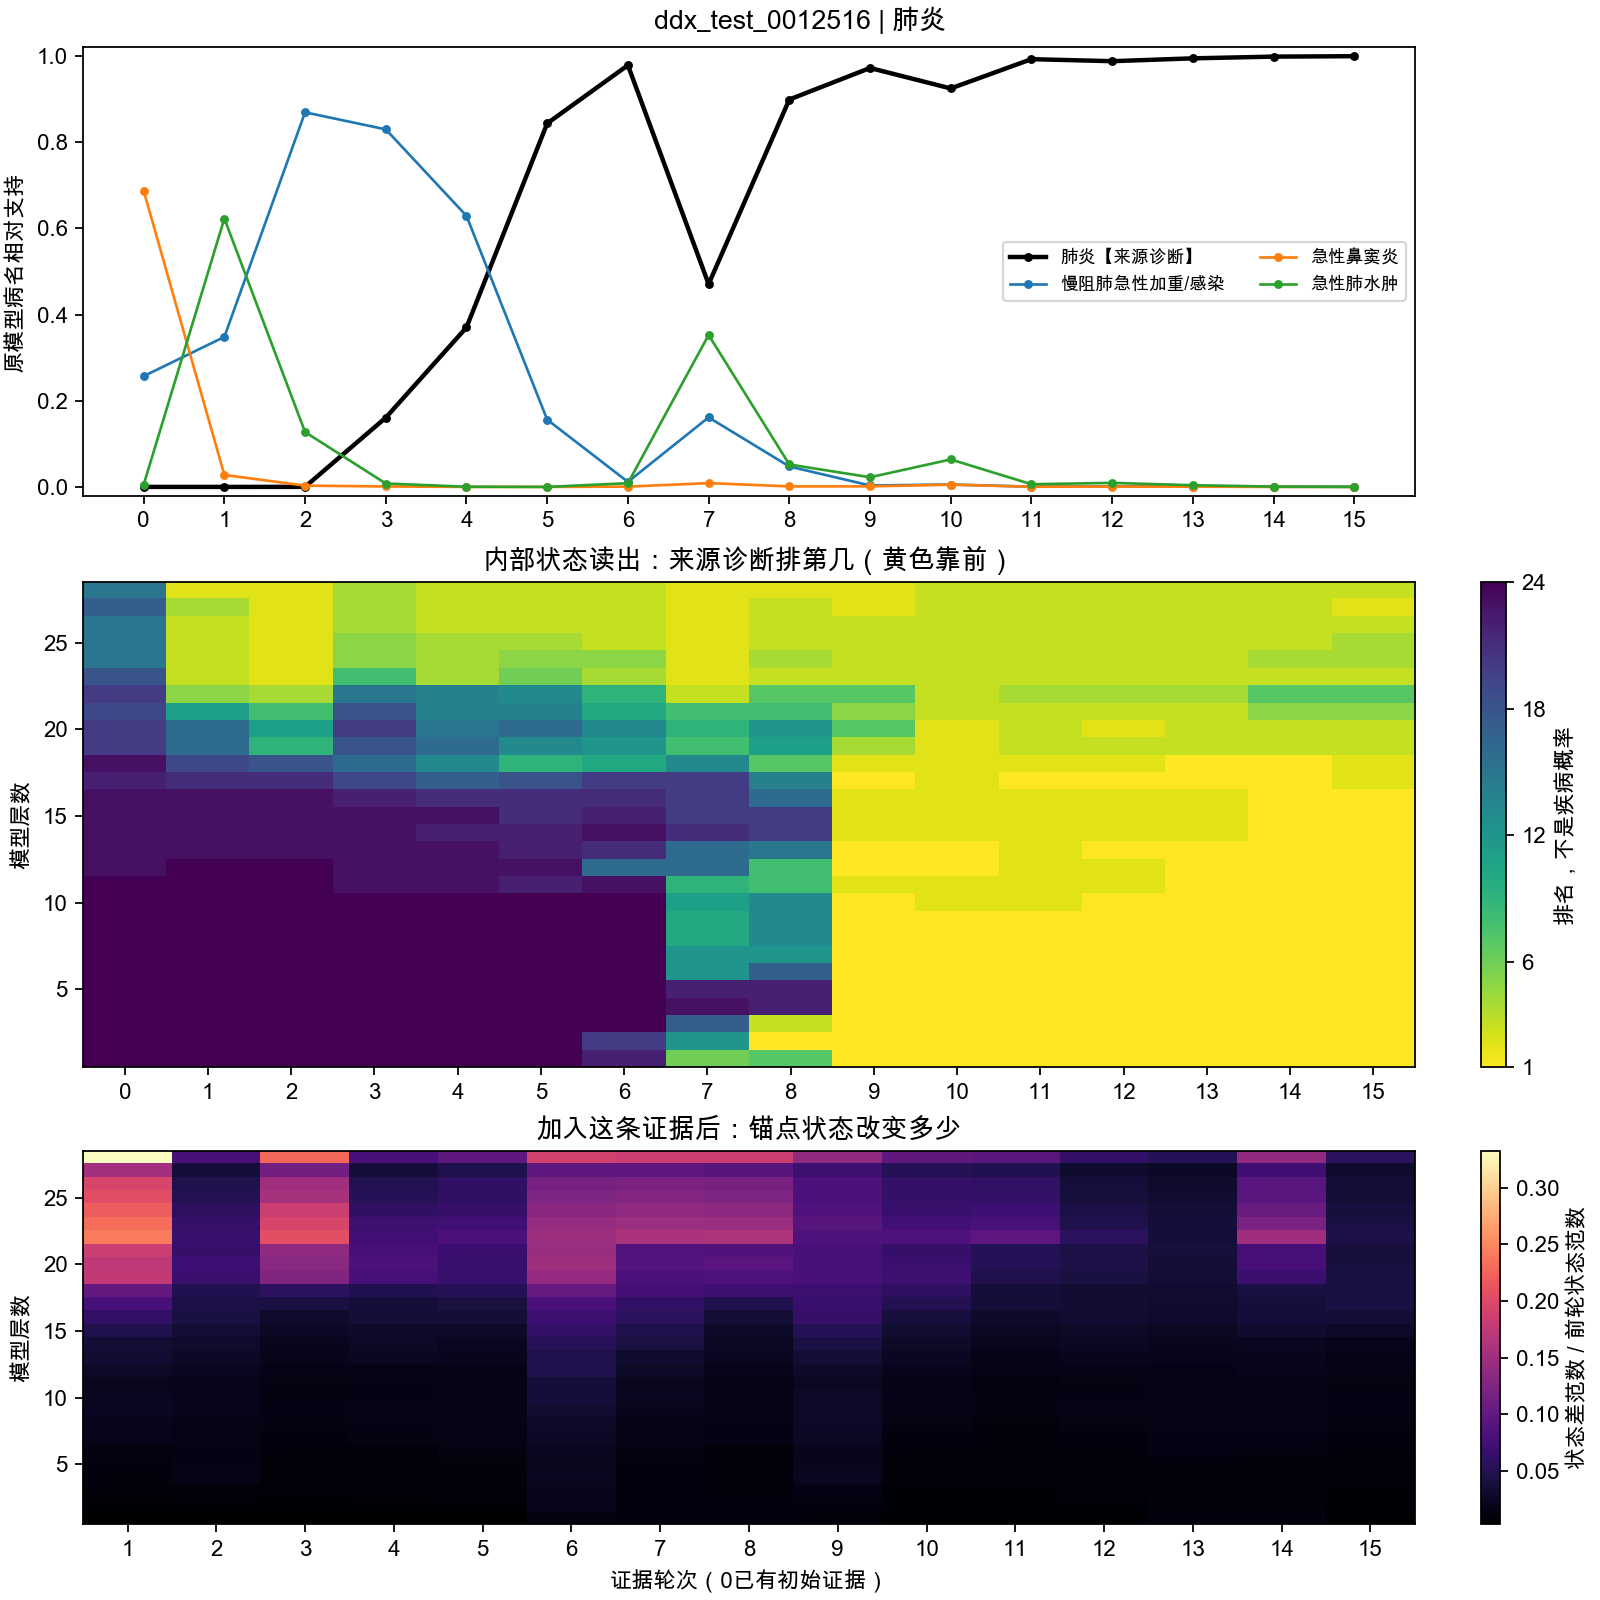 ddx_test_0012516 | 肺炎
原模型病名相对支持
1.0
0.8
0.6
0.4
0.2
0.0
肺炎【来源诊断】
急性鼻窦炎
慢阻肺急性加重/感染
急性肺水肿
0 1 2 3 4 5 6 7 8 9 10 11 12 13 14 15
内部状态读出：来源诊断排第几（黄色靠前）
模型层数
25
20
15
10
5
0 1 2 3 4 5 6 7 8 9 10 11 12 13 14 15
24
18
12
6
1
排名，不是疾病概率
加入这条证据后：锚点状态改变多少
模型层数
25
20
15
10
5
1 2 3 4 5 6 7 8 9 10 11 12 13 14 15
证据轮次（0已有初始证据）
0.30
0.25
0.20
0.15
0.10
0.05
状态差范数 / 前轮状态范数